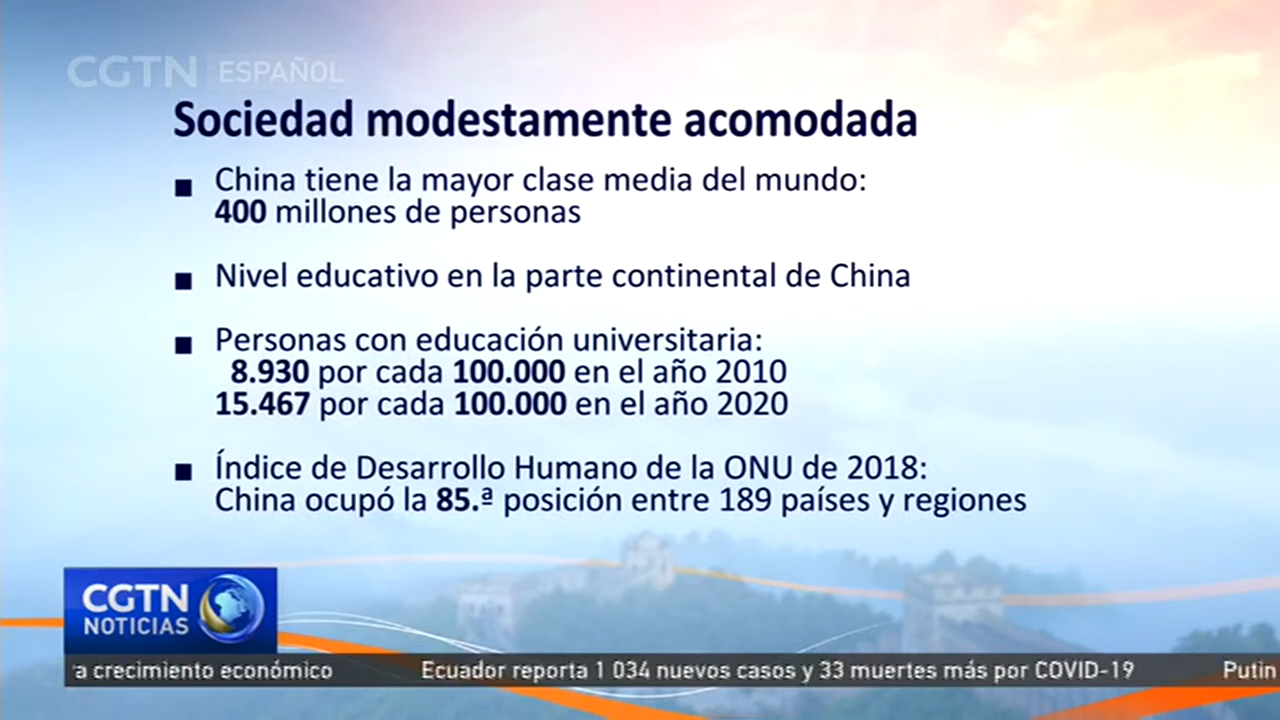 CGTN ESPAÑOL
Sociedad modestamente acomodada
■ China tiene la mayor clase media del mundo:
400 millones de personas
■ Nivel educativo en la parte continental de China
■ Personas con educación universitaria:
8.930 por cada 100.000 en el año 2010
15.467 por cada 100.000 en el año 2020
■ Índice de Desarrollo Humano de la ONU de 2018:
China ocupó la 85.ª posición entre 189 países y regiones
CGTN
NOTICIAS
a crecimiento económico Ecuador reporta 1 034 nuevos casos y 33 muertes más por COVID-19 Putin